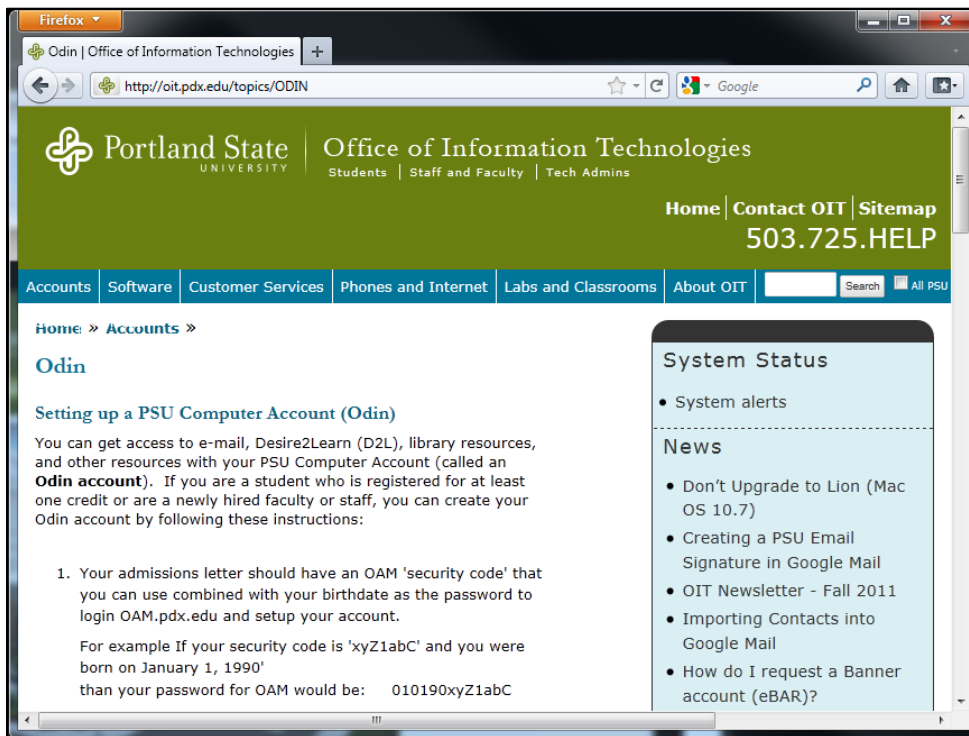 Firefox
Odin | Office of Information Technologies
http://oit.pdx.edu/topics/ODIN
Google
Portland State
UNIVERSITY
Office of Information Technologies
Students | Staff and Faculty | Tech Admins
Home | Contact OIT | Sitemap
503.725.HELP
Accounts Software Customer Services Phones and Internet Labs and Classrooms About OIT Search All PSU
Home » Accounts »
Odin
Setting up a PSU Computer Account (Odin)
You can get access to e-mail, Desire2Learn (D2L), library resources,
and other resources with your PSU Computer Account (called an
Odin account). If you are a student who is registered for at least
one credit or are a newly hired faculty or staff, you can create your
Odin account by following these instructions:
1. Your admissions letter should have an OAM 'security code' that
you can use combined with your birthdate as the password to
login OAM.pdx.edu and setup your account.
For example If your security code is 'xyZ1abC' and you were
born on January 1, 1990'
than your password for OAM would be: 010190xyZ1abC
System Status
• System alerts
News
• Don't Upgrade to Lion (Mac
OS 10.7)
• Creating a PSU Email
Signature in Google Mail
• OIT Newsletter - Fall 2011
• Importing Contacts into
Google Mail
• How do I request a Banner
account (eBAR)?